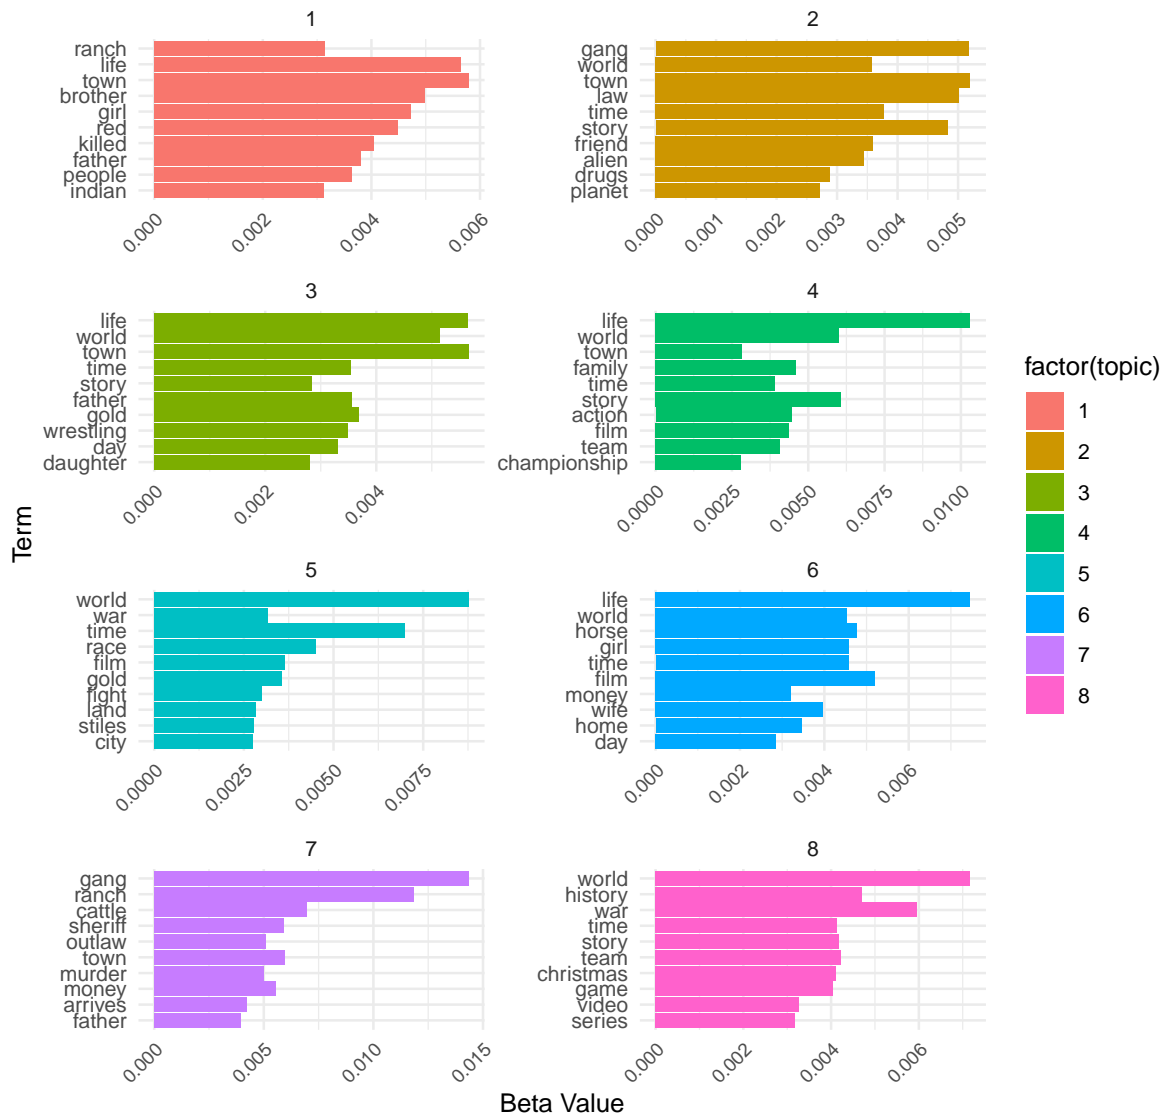 1
ranch
life
town
brother
girl
red
killed
father
people
indian
0.000
0.002
0.004
0.006
2
gang
world
town
law
time
story
friend
alien
drugs
planet
0.000
0.001
0.002
0.003
0.004
0.005
3
life
world
town
time
story
father
gold
wrestling
day
daughter
0.000
0.002
0.004
4
life
world
town
family
time
story
action
film
team
championship
0.0000
0.0025
0.0050
0.0075
0.0100
5
world
war
time
race
film
gold
fight
land
stiles
city
0.0000
0.0025
0.0050
0.0075
6
life
world
horse
girl
time
film
money
wife
home
day
0.000
0.002
0.004
0.006
7
gang
ranch
cattle
sheriff
outlaw
town
murder
money
arrives
father
0.000
0.005
0.010
0.015
8
world
history
war
time
story
team
christmas
game
video
series
0.000
0.002
0.004
0.006
Term
Beta Value
factor(topic)
1
2
3
4
5
6
7
8